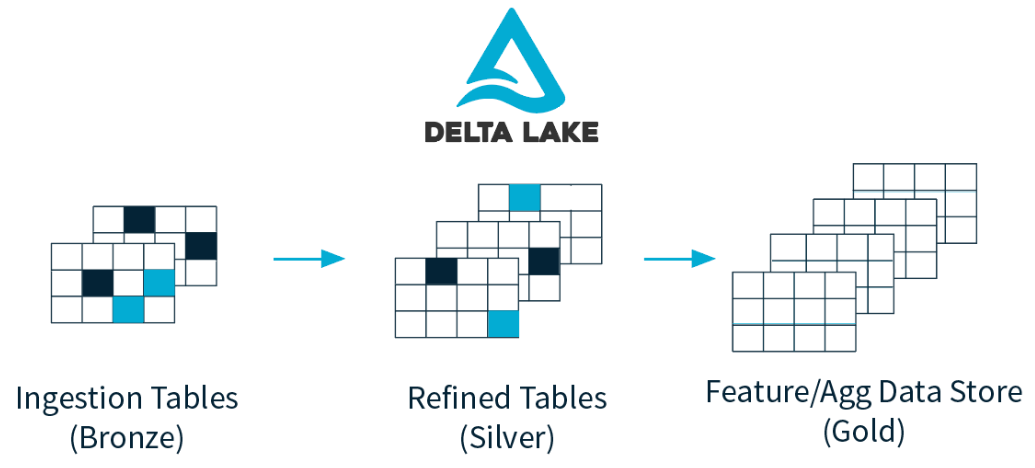 DELTA LAKE
Ingestion Tables
(Bronze)
Refined Tables
(Silver)
Feature/Agg Data Store
(Gold)